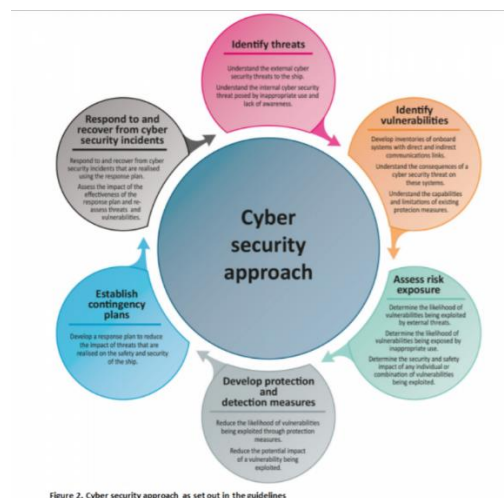 Identify threats
Understand the external cyber
security threats to the ship.
Understand the internal cyber security
threat posed by inappropriate use and
lack of awareness.
Identify
vulnerabilities
Develop inventories of onboard
systems with direct and indirect
communications links.
Understand the consequences of a
cyber security threat on these
systems.
Understand the capabilities
and limitations of existing
protecion measures.
Assess risk
exposure
Determine the likelihood of
vulnerabilities being exploited
by external threats.
Determine the likelihood of
vulnerabilities being exposed by
inappropriate use.
Determine the security and safety
impact of any individual or
combination of vulnerabilities
being exploited.
Develop protection
and
detection measures
Reduce the likelihood of vulnerabilities
being exploited through protection
measures.
Reduce the potential impact
of a vulnerability being
exploited.
Establish
contingency
plans
Develop a response plan to reduce
the impact of threats that are
realised on the safety and security
of the ship.
Respond to and
recover from cyber
security incidents
Respond to and recover from cyber
security incidents that are realised
using the response plan.
Assess the impact of the
effectiveness of the
response plan and re-
assess threats and
vulnerabilities.
Cyber
security
approach
Figure 2. Cyber security approach as set out in the guidelines